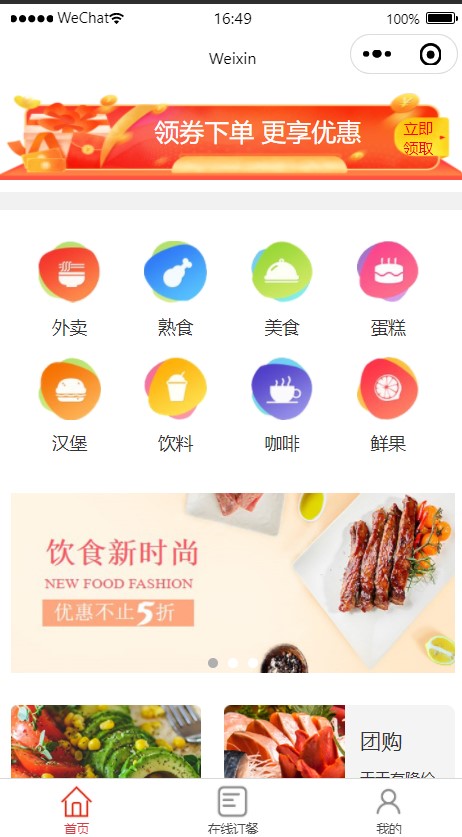 WeChat
16:49
100%
Weixin
领券下单 更享优惠
立即
领取
外卖
熟食
美食
蛋糕
汉堡
饮料
咖啡
鲜果
饮食新时尚
NEW FOOD FASHION
优惠不止5折
团购
天天有降价
首页
在线订餐
我的